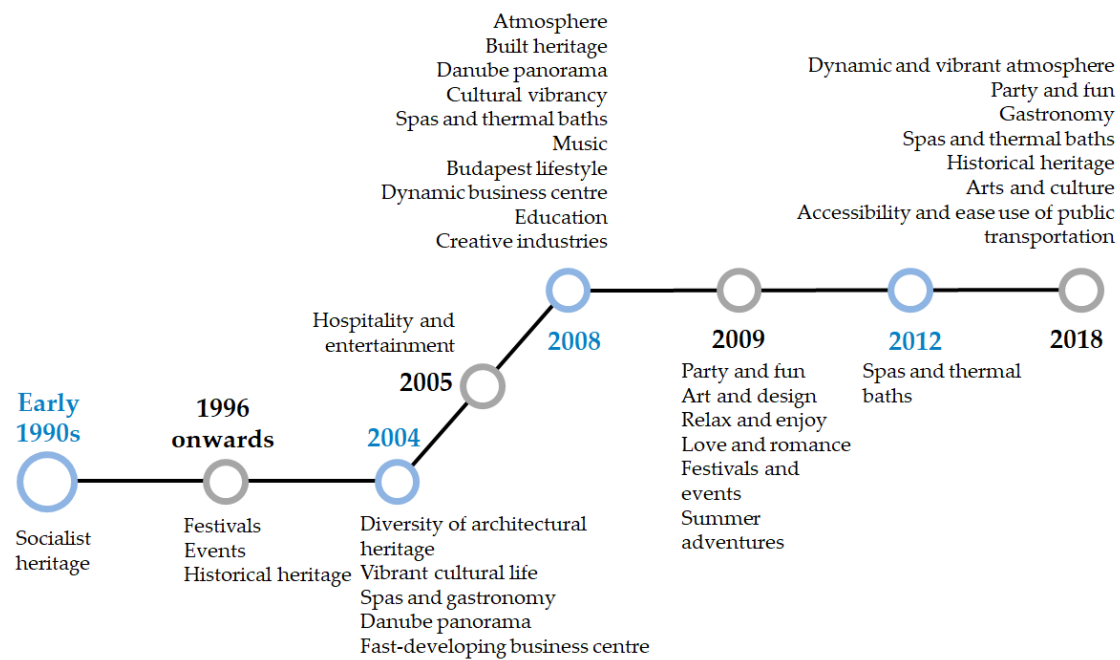 Atmosphere
Built heritage
Danube panorama
Cultural vibrancy
Spas and thermal baths
Music
Budapest lifestyle
Dynamic business centre
Education
Creative industries
Dynamic and vibrant atmosphere
Party and fun
Gastronomy
Spas and thermal baths
Historical heritage
Arts and culture
Accessibility and ease use of public
transportation
Hospitality and
entertainment
Early
1990s
1996
onwards
2004
2005
2008
2009
2012
2018
Socialist
heritage
Festivals
Events
Historical heritage
Diversity of architectural
heritage
Vibrant cultural life
Spas and gastronomy
Danube panorama
Fast-developing business centre
Party and fun
Art and design
Relax and enjoy
Love and romance
Festivals and
events
Summer
adventures
Spas and thermal
baths